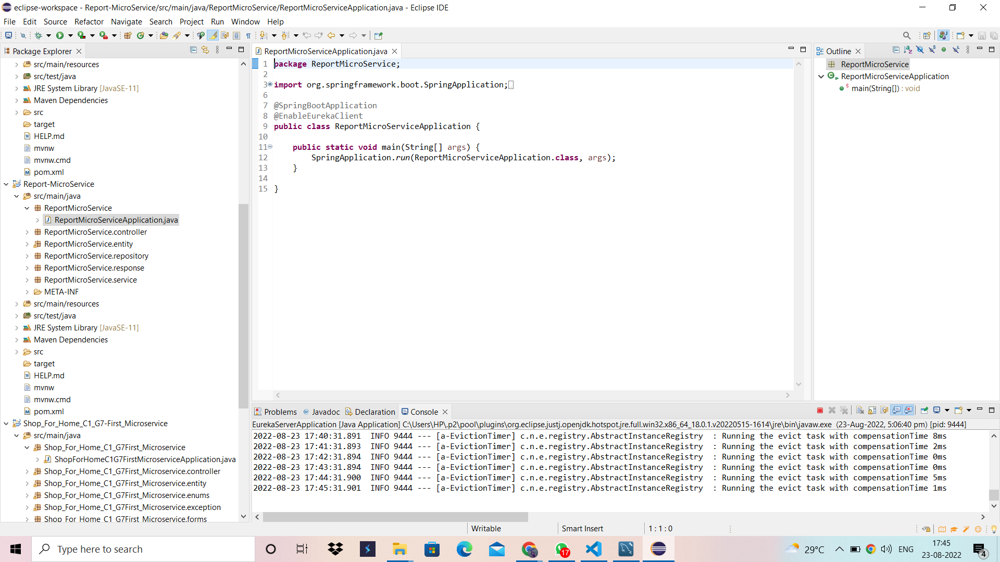 eclipse-workspace - Report-MicroService/src/main/java/ReportMicroService/ReportMicroServiceApplication.java - Eclipse IDE
File Edit Source Refactor Navigate Search Project Run Window Help
Package Explorer
src/main/resources
src/test/java
JRE System Library [JavaSE-11]
Maven Dependencies
src
target
HELP.md
mvnw
mvnw.cmd
pom.xml
Report-MicroService
src/main/java
ReportMicroService
ReportMicroServiceApplication.java
ReportMicroService.controller
ReportMicroService.entity
ReportMicroService.repository
ReportMicroService.response
ReportMicroService.service
META-INF
src/main/resources
src/test/java
JRE System Library [JavaSE-11]
Maven Dependencies
src
target
HELP.md
mvnw
mvnw.cmd
pom.xml
Shop_For_Home_C1_G7-First_Microservice
src/main/java
Shop_For_Home_C1_G7First_Microservice
ShopForHomeC1G7FirstMicroserviceApplication.java
Shop_For_Home_C1_G7First_Microservice.controller
Shop_For_Home_C1_G7First_Microservice.entity
Shop_For_Home_C1_G7First_Microservice.enums
Shop_For_Home_C1_G7First_Microservice.exception
Shop_For_Home_C1_G7First_Microservice.forms
ReportMicroServiceApplication.java
1 package ReportMicroService;
2
3 import org.springframework.boot.SpringApplication;
6
7 @SpringBootApplication
8 @EnableEurekaClient
9 public class ReportMicroServiceApplication {
10
11 public static void main(String[] args) {
12 SpringApplication.run(ReportMicroServiceApplication.class, args);
13 }
14
15 }
Outline
ReportMicroService
ReportMicroServiceApplication
main(String[]) : void
Problems @ Javadoc Declaration Console
EurekaServerApplication [Java Application] C:\Users\HP\.p2\pool\plugins\org.eclipse.justj.openjdk.hotspot.jre.full.win32.x86_64_18.0.1.v20220515-1614\jre\bin\javaw.exe (23-Aug-2022, 5:06:40 pm) [pid: 9444]
2022-08-23 17:40:31.891 INFO 9444 --- [a-EvictionTimer] c.n.e.registry.AbstractInstanceRegistry : Running the evict task with compensationTime 8ms
2022-08-23 17:41:31.893 INFO 9444 --- [a-EvictionTimer] c.n.e.registry.AbstractInstanceRegistry : Running the evict task with compensationTime 2ms
2022-08-23 17:42:31.894 INFO 9444 --- [a-EvictionTimer] c.n.e.registry.AbstractInstanceRegistry : Running the evict task with compensationTime 0ms
2022-08-23 17:43:31.894 INFO 9444 --- [a-EvictionTimer] c.n.e.registry.AbstractInstanceRegistry : Running the evict task with compensationTime 0ms
2022-08-23 17:44:31.900 INFO 9444 --- [a-EvictionTimer] c.n.e.registry.AbstractInstanceRegistry : Running the evict task with compensationTime 5ms
2022-08-23 17:45:31.901 INFO 9444 --- [a-EvictionTimer] c.n.e.registry.AbstractInstanceRegistry : Running the evict task with compensationTime 1ms
Writable Smart Insert 1 : 1 : 0
Type here to search
17
29°C
ENG
17:45
23-08-2022
4